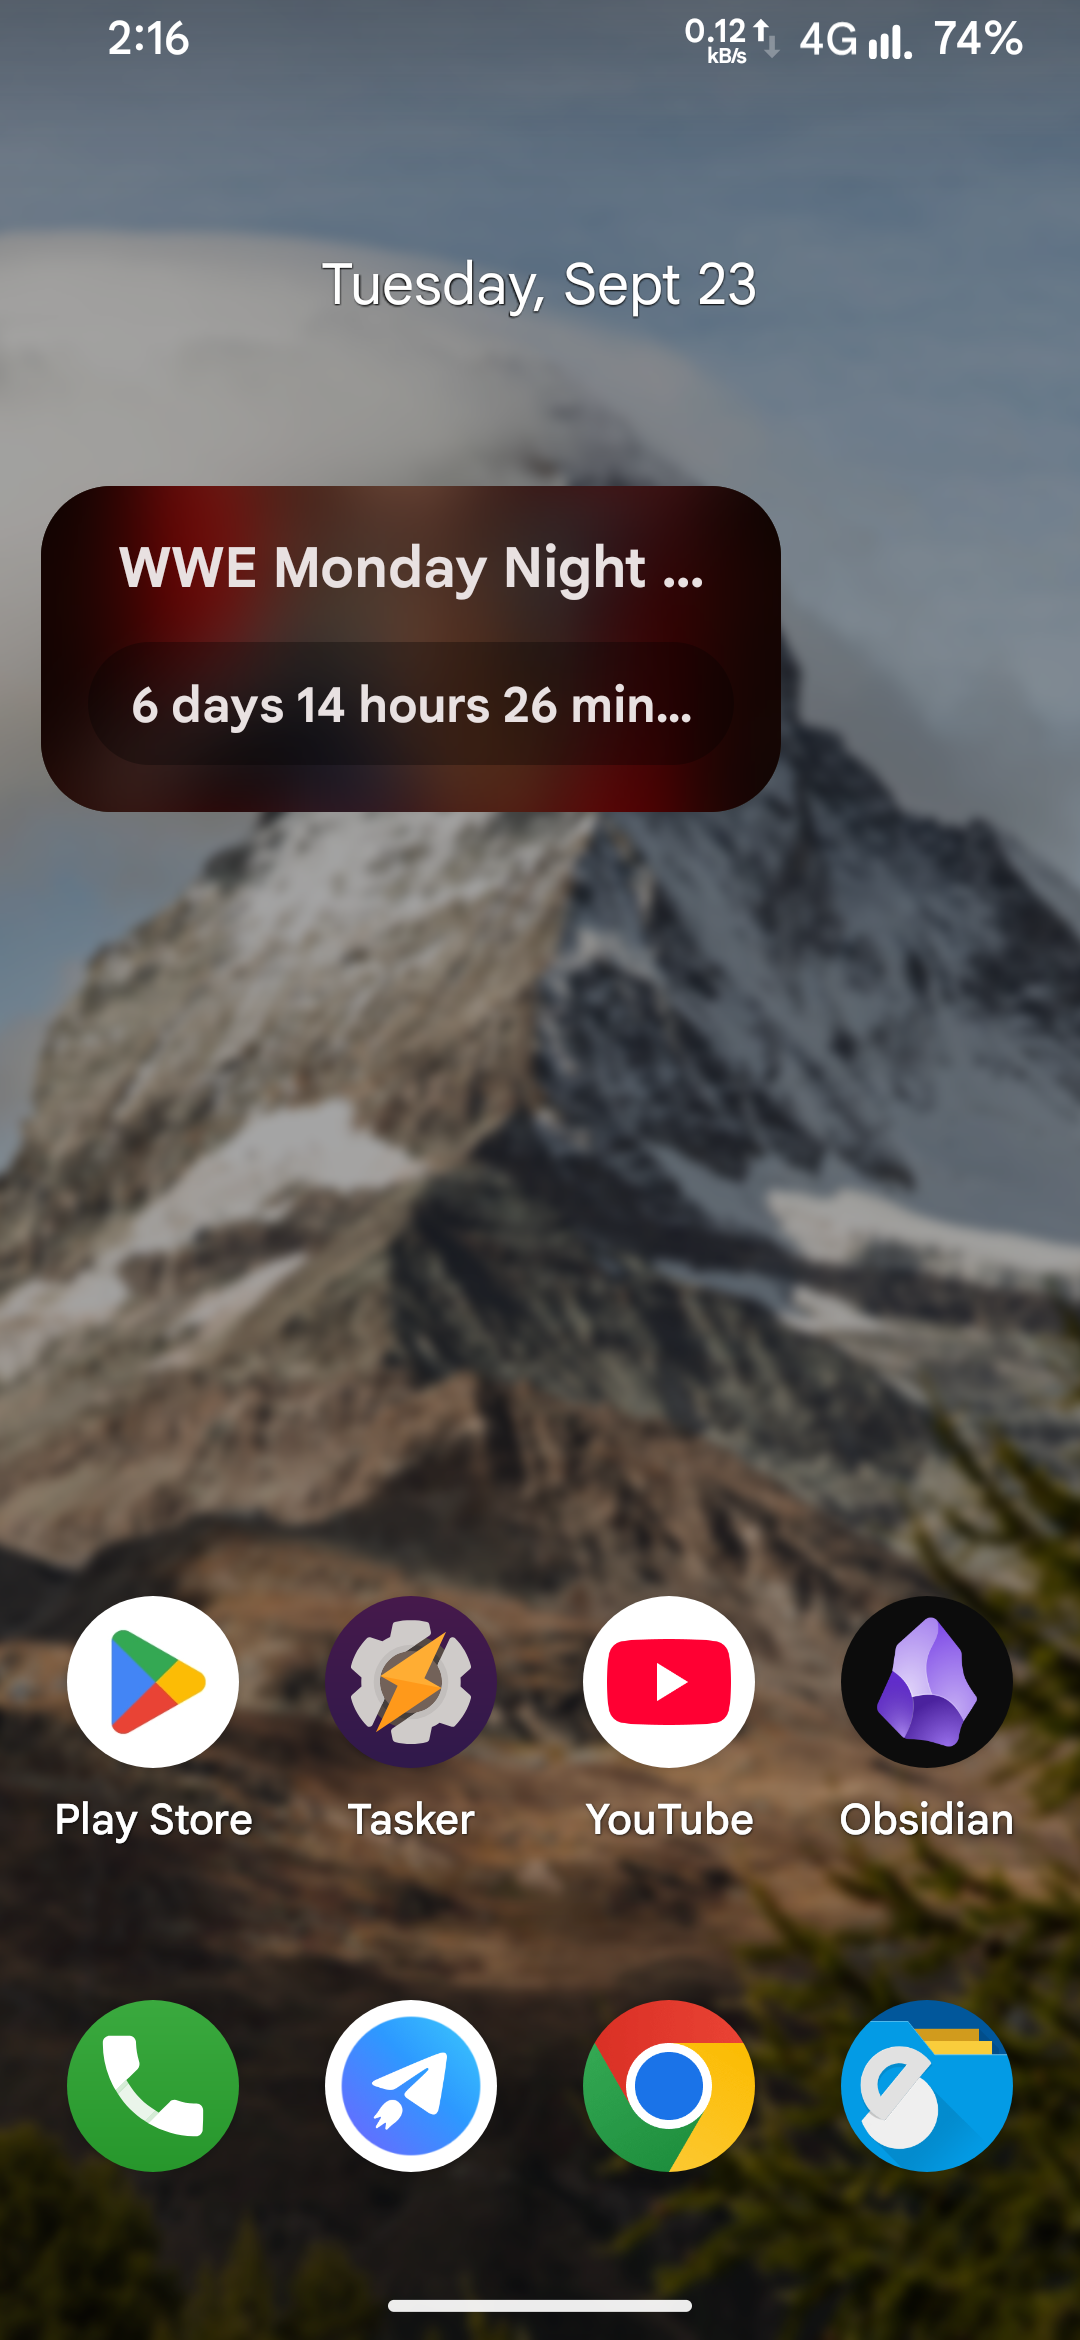 2:16
0.12 kB/s 4G 74%
Tuesday, Sept 23
WWE Monday Night ...
6 days 14 hours 26 min...
Play Store
Tasker
YouTube
Obsidian